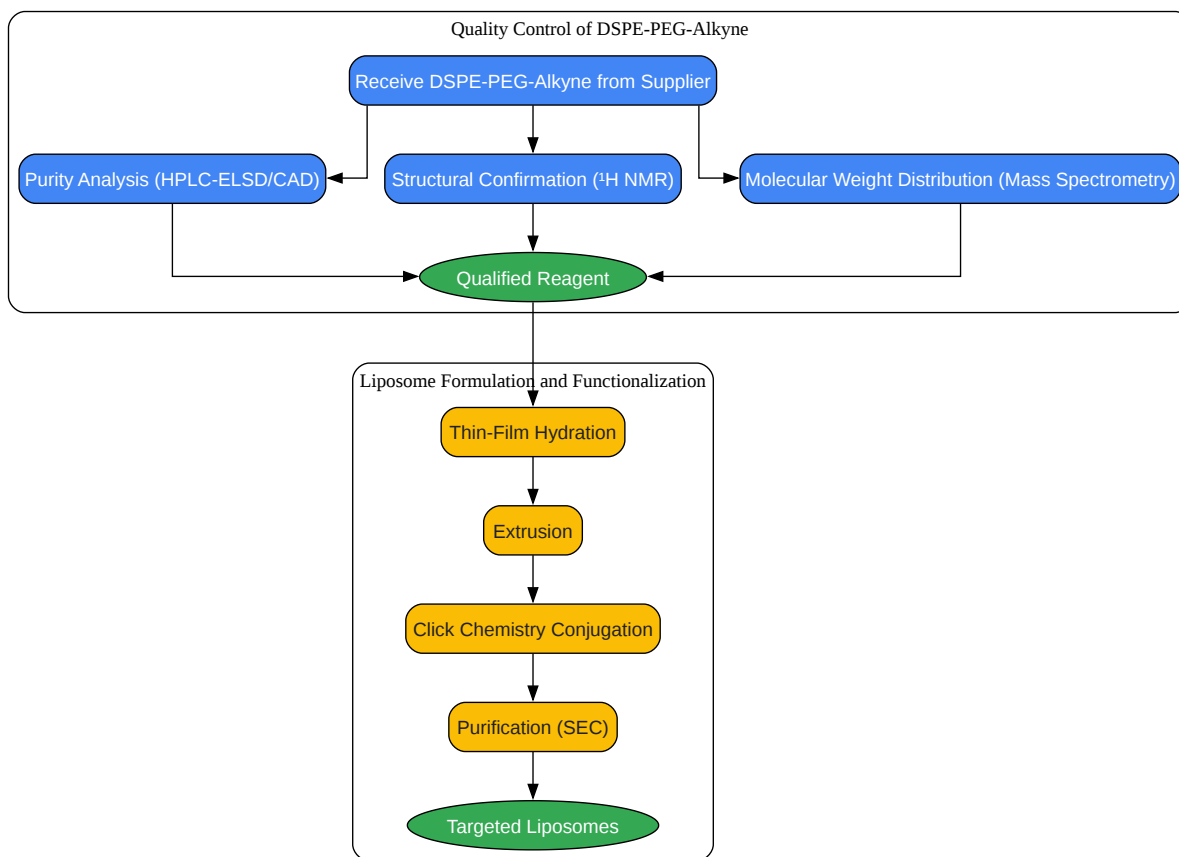 Quality Control of DSPE-PEG-Alkyne
Receive DSPE-PEG-Alkyne from Supplier
Purity Analysis (HPLC-ELSD/CAD)
Structural Confirmation (¹H NMR)
Molecular Weight Distribution (Mass Spectrometry)
Qualified Reagent
Liposome Formulation and Functionalization
Thin-Film Hydration
Extrusion
Click Chemistry Conjugation
Purification (SEC)
Targeted Liposomes